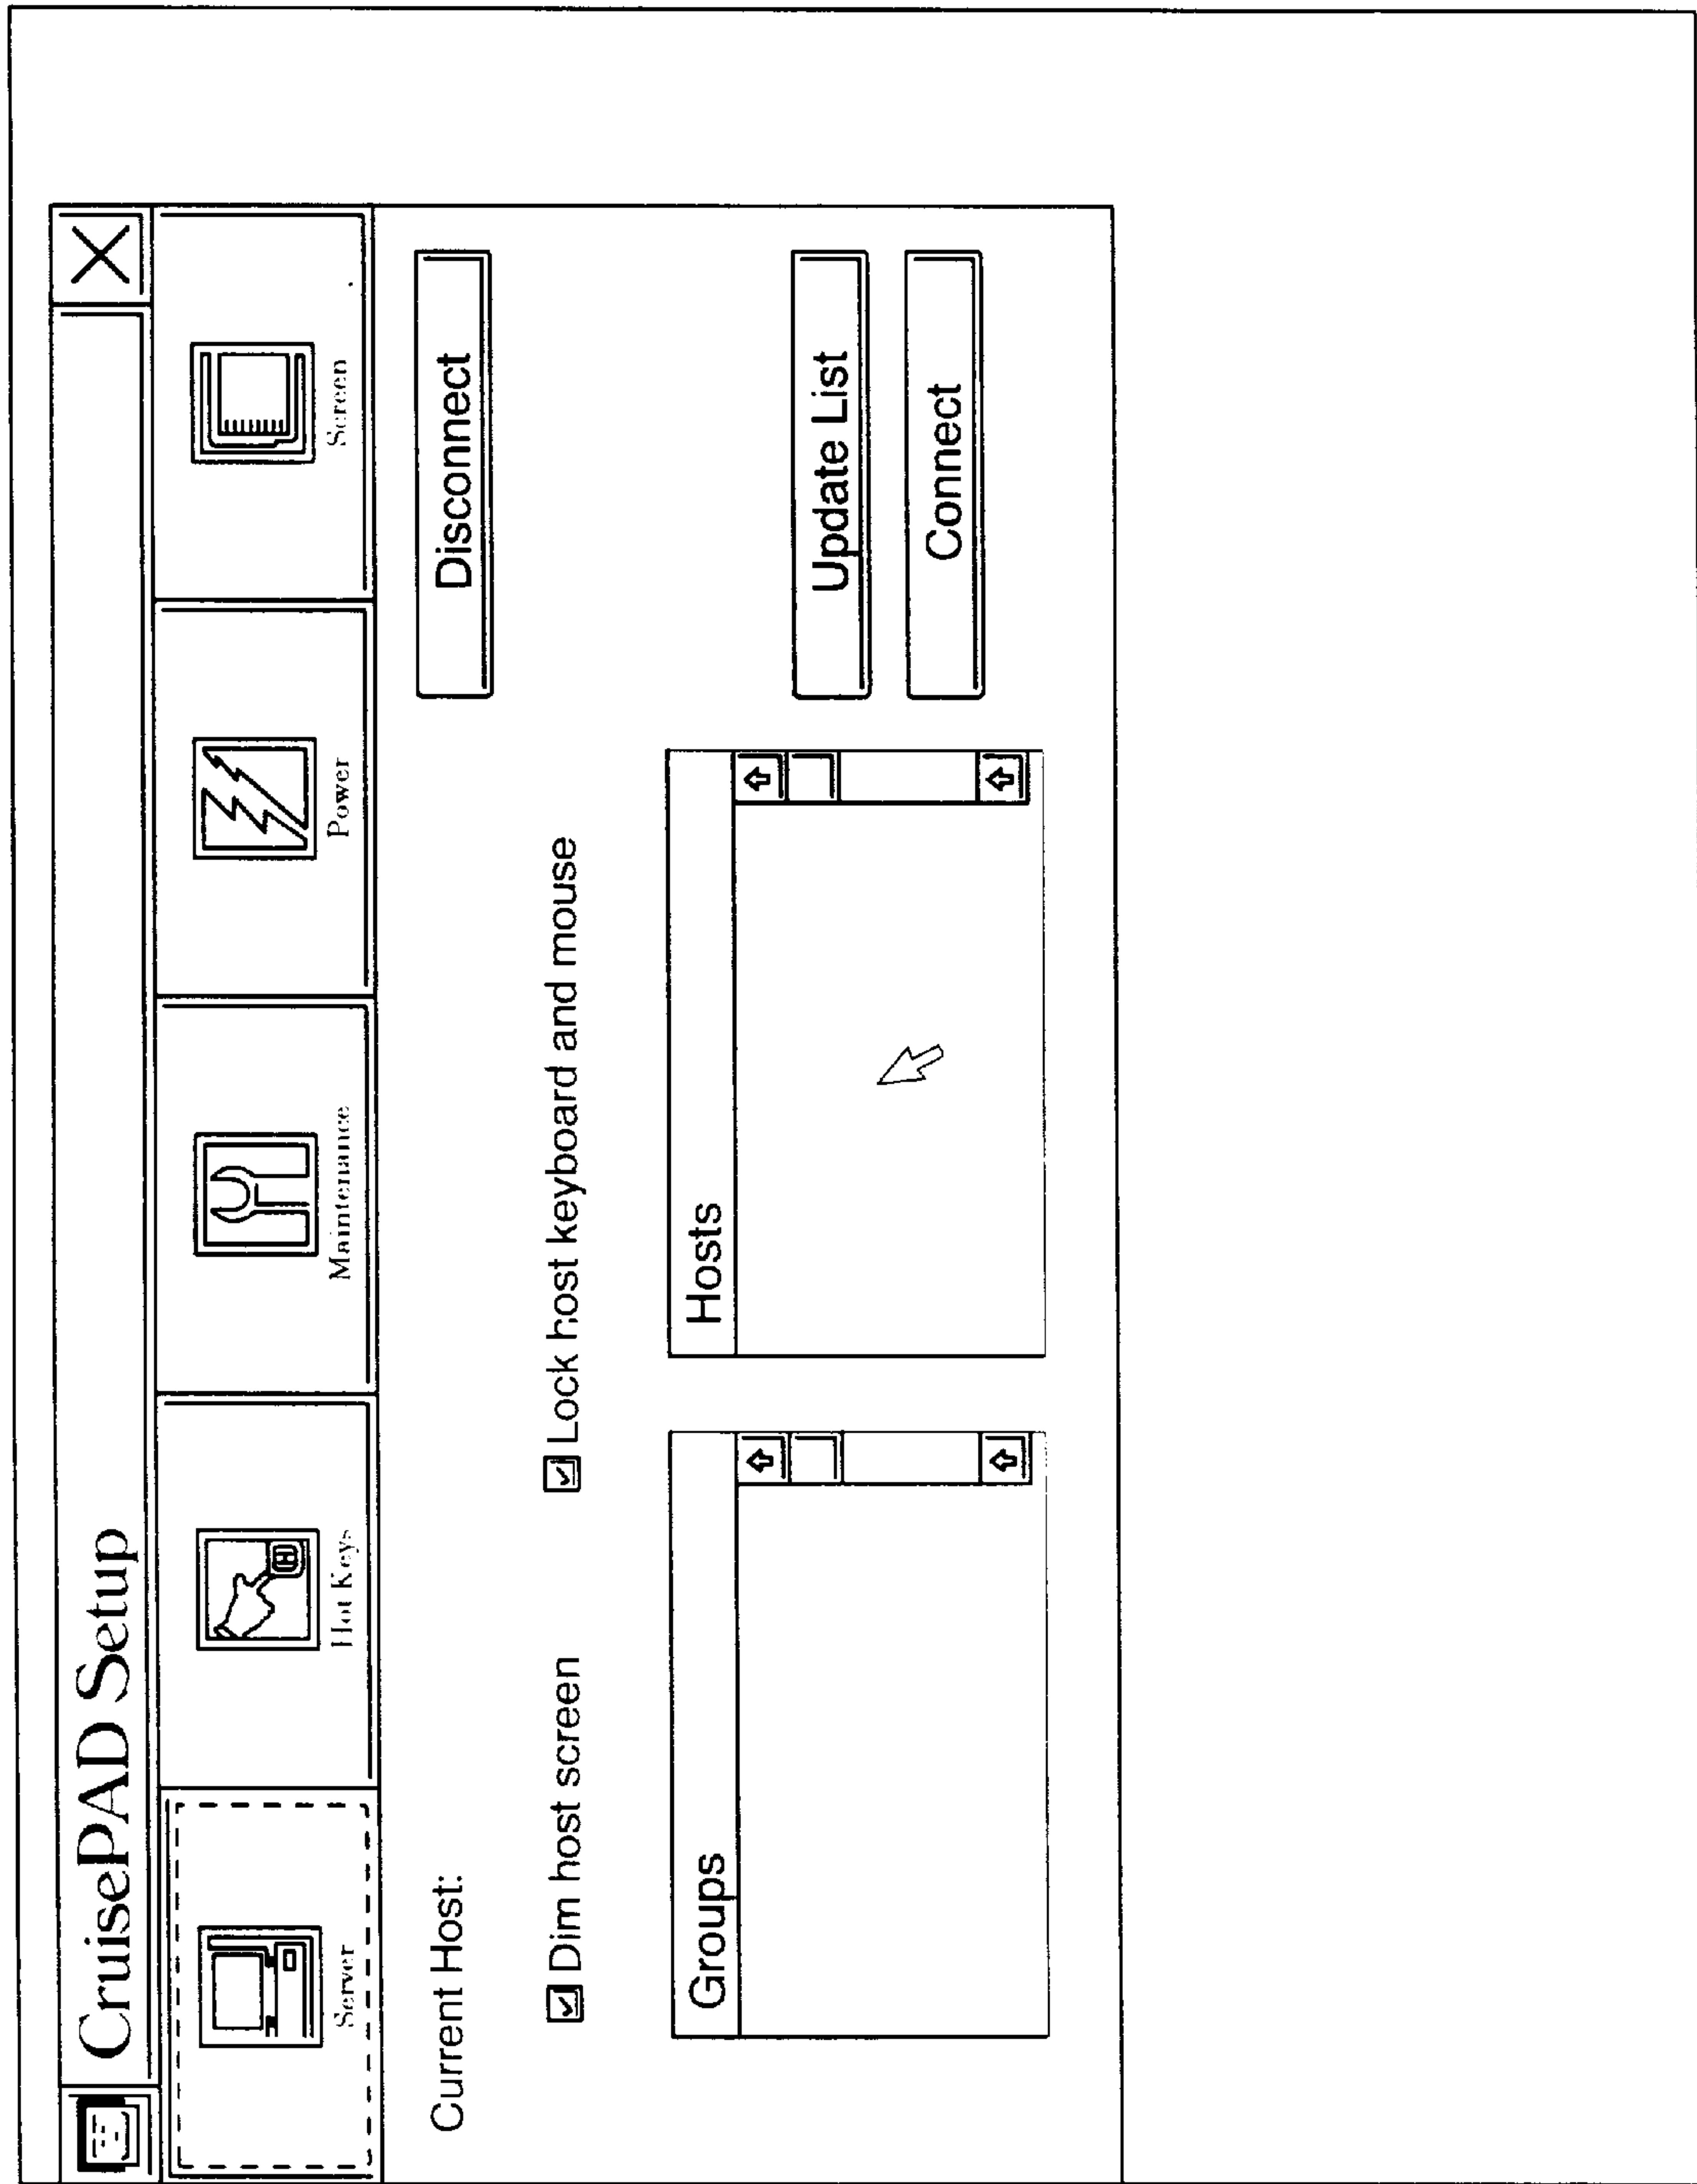 CruisePAD Setup
Server Hot Keys Maintenance Power Screen
Current Host: Disconnect
Dim host screen Lock host keyboard and mouse
Groups Hosts
Update List
Connect